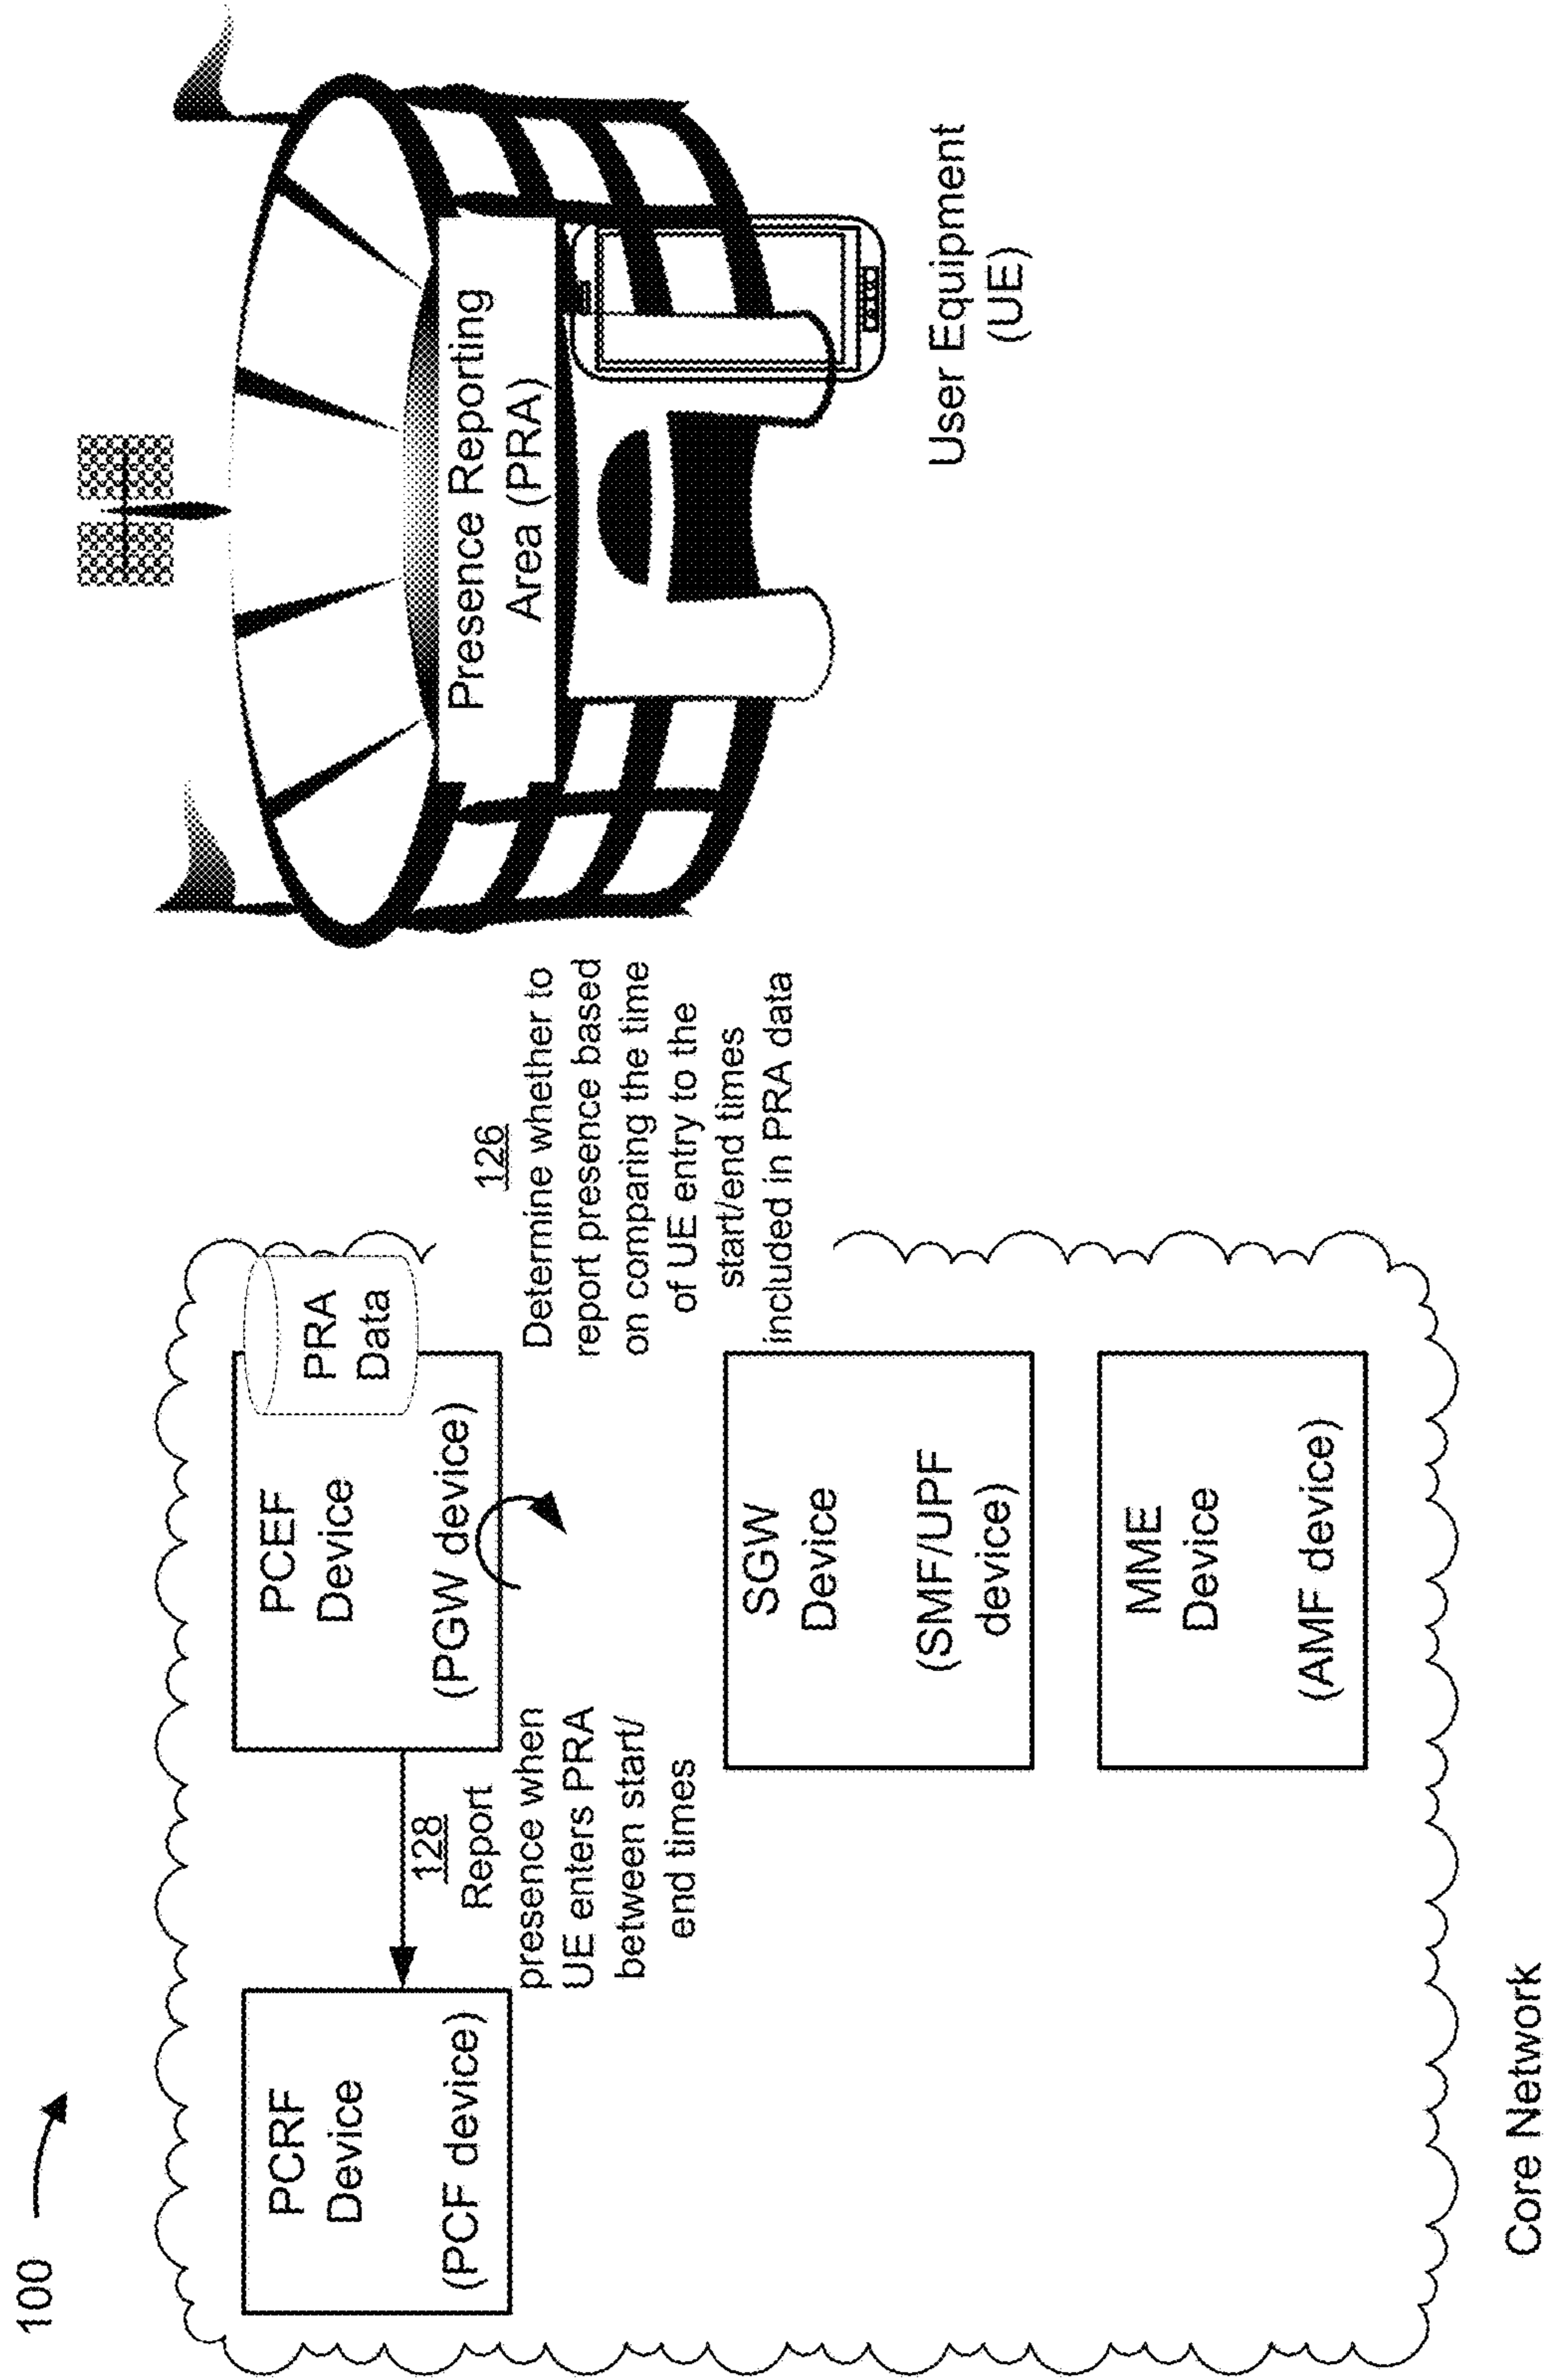 100
PCRF
Device
(PCF device)
128
Report
presence when
UE enters PRA
between start/
end times
PCEF
Device
(PGW device)
PRA
Data
126
Determine whether to
report presence based
on comparing the time
of UE entry to the
start/end times
included in PRA data
SGW
Device
(SMF/UPF
device)
MME
Device
(AMF device)
Core Network
Presence Reporting
Area (PRA)
User Equipment
(UE)